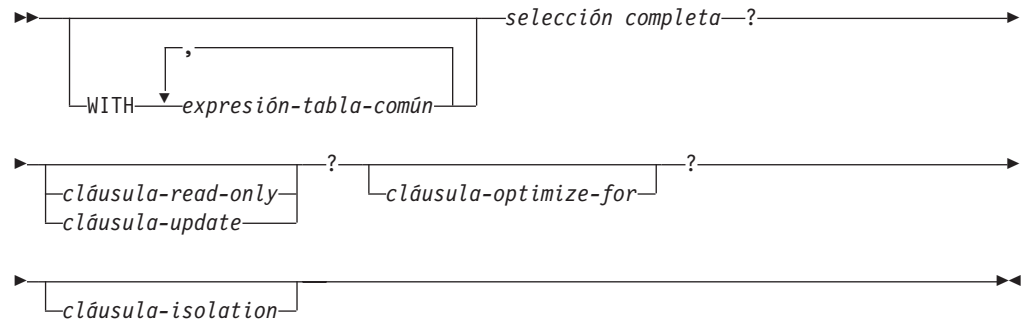 selección completa ?
,
WITH expresión-tabla-común
? ?
cláusula-read-only cláusula-optimize-for
cláusula-update
cláusula-isolation